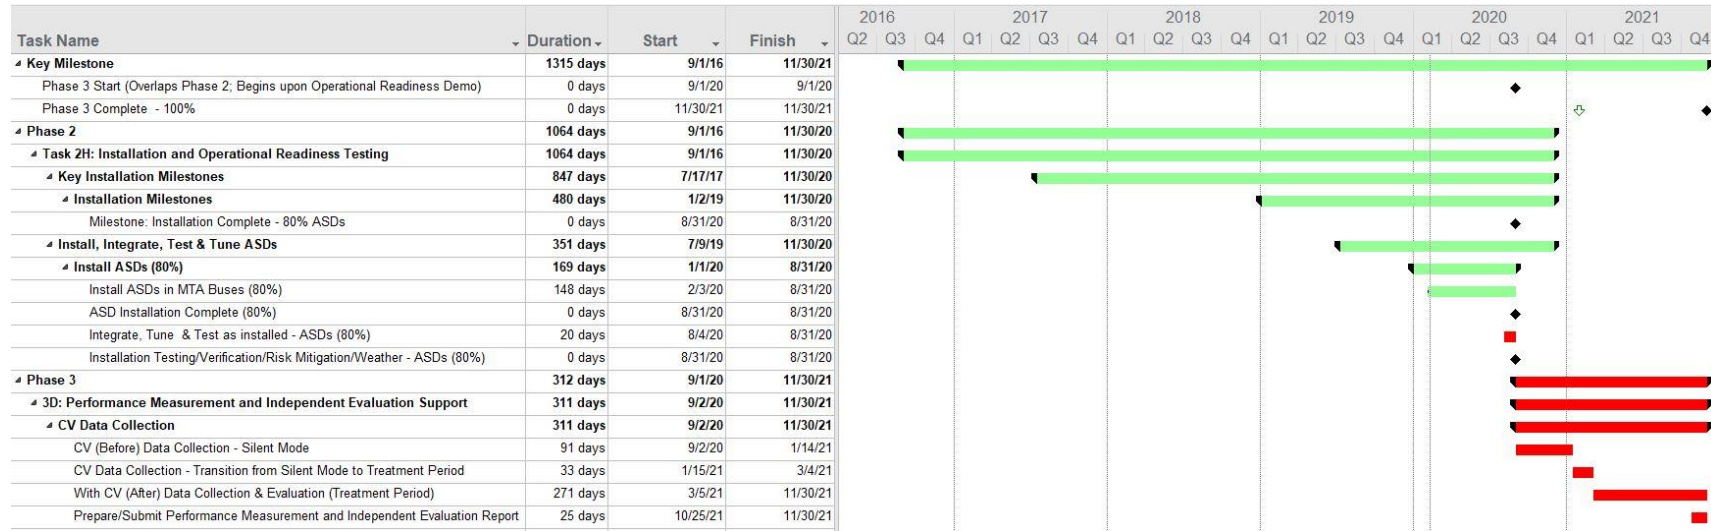 2016 2017 2018 2019 2020 2021
Task Name Duration Start Finish Q2 Q3 Q4 Q1 Q2 Q3 Q4 Q1 Q2 Q3 Q4 Q1 Q2 Q3 Q4 Q1 Q2 Q3 Q4 Q1 Q2 Q3 Q4
Key Milestone 1315 days 9/1/16 11/30/21
Phase 3 Start (Overlaps Phase 2; Begins upon Operational Readiness Demo) 0 days 9/1/20 9/1/20
Phase 3 Complete - 100% 0 days 11/30/21 11/30/21
Phase 2 1064 days 9/1/16 11/30/20
Task 2H: Installation and Operational Readiness Testing 1064 days 9/1/16 11/30/20
Key Installation Milestones 847 days 7/17/17 11/30/20
Installation Milestones 480 days 1/2/19 11/30/20
Milestone: Installation Complete - 80% ASDs 0 days 8/31/20 8/31/20
Install, Integrate, Test & Tune ASDs 351 days 7/9/19 11/30/20
Install ASDs (80%) 169 days 1/1/20 8/31/20
Install ASDs in MTA Buses (80%) 148 days 2/3/20 8/31/20
ASD Installation Complete (80%) 0 days 8/31/20 8/31/20
Integrate, Tune & Test as installed - ASDs (80%) 20 days 8/4/20 8/31/20
Installation Testing/Verification/Risk Mitigation/Weather - ASDs (80%) 0 days 8/31/20 8/31/20
Phase 3 312 days 9/1/20 11/30/21
3D: Performance Measurement and Independent Evaluation Support 311 days 9/2/20 11/30/21
CV Data Collection 311 days 9/2/20 11/30/21
CV (Before) Data Collection - Silent Mode 91 days 9/2/20 1/14/21
CV Data Collection - Transition from Silent Mode to Treatment Period 33 days 1/15/21 3/4/21
With CV (After) Data Collection & Evaluation (Treatment Period) 271 days 3/5/21 11/30/21
Prepare/Submit Performance Measurement and Independent Evaluation Report 25 days 10/25/21 11/30/21